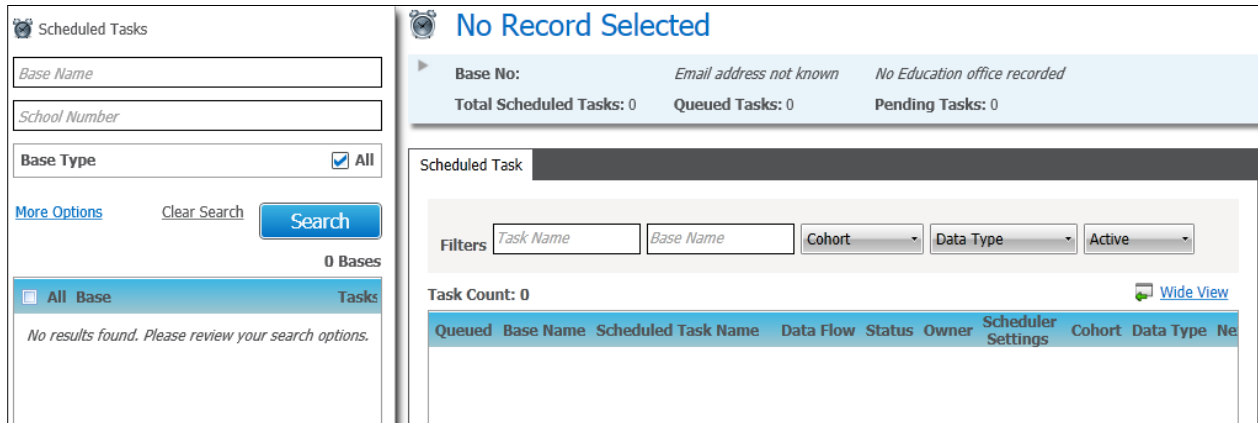 Scheduled Tasks
Base Name
School Number
Base Type All
More Options Clear Search Search
0 Bases
All Base Tasks
No results found. Please review your search options.
No Record Selected
Base No: Email address not known No Education office recorded
Total Scheduled Tasks: 0 Queued Tasks: 0 Pending Tasks: 0
Scheduled Task
Filters Task Name Base Name Cohort Data Type Active
Task Count: 0 Wide View
Queued Base Name Scheduled Task Name Data Flow Status Owner Scheduler Settings Cohort Data Type Ne